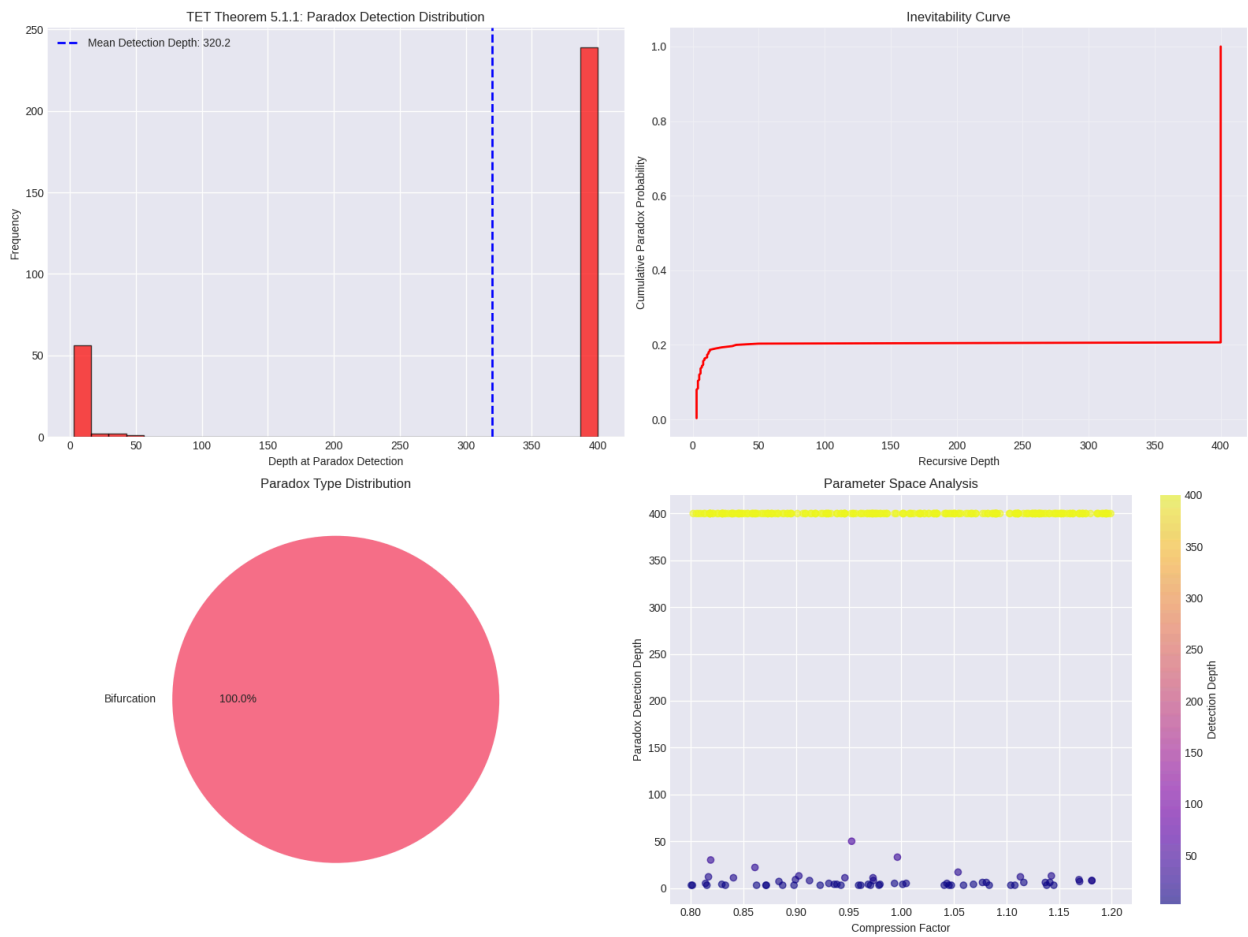 TET Theorem 5.1.1: Paradox Detection Distribution
Mean Detection Depth: 320.2
250
200
150
100
50
0
Frequency
0 50 100 150 200 250 300 350 400
Depth at Paradox Detection
Inevitability Curve
1.0
0.8
0.6
0.4
0.2
0.0
Cumulative Paradox Probability
0 50 100 150 200 250 300 350 400
Recursive Depth
Paradox Type Distribution
Bifurcation
100.0%
Parameter Space Analysis
400
350
300
250
200
150
100
50
0
Paradox Detection Depth
0.80 0.85 0.90 0.95 1.00 1.05 1.10 1.15 1.20
Compression Factor
400
350
300
250
200
150
100
50
Detection Depth